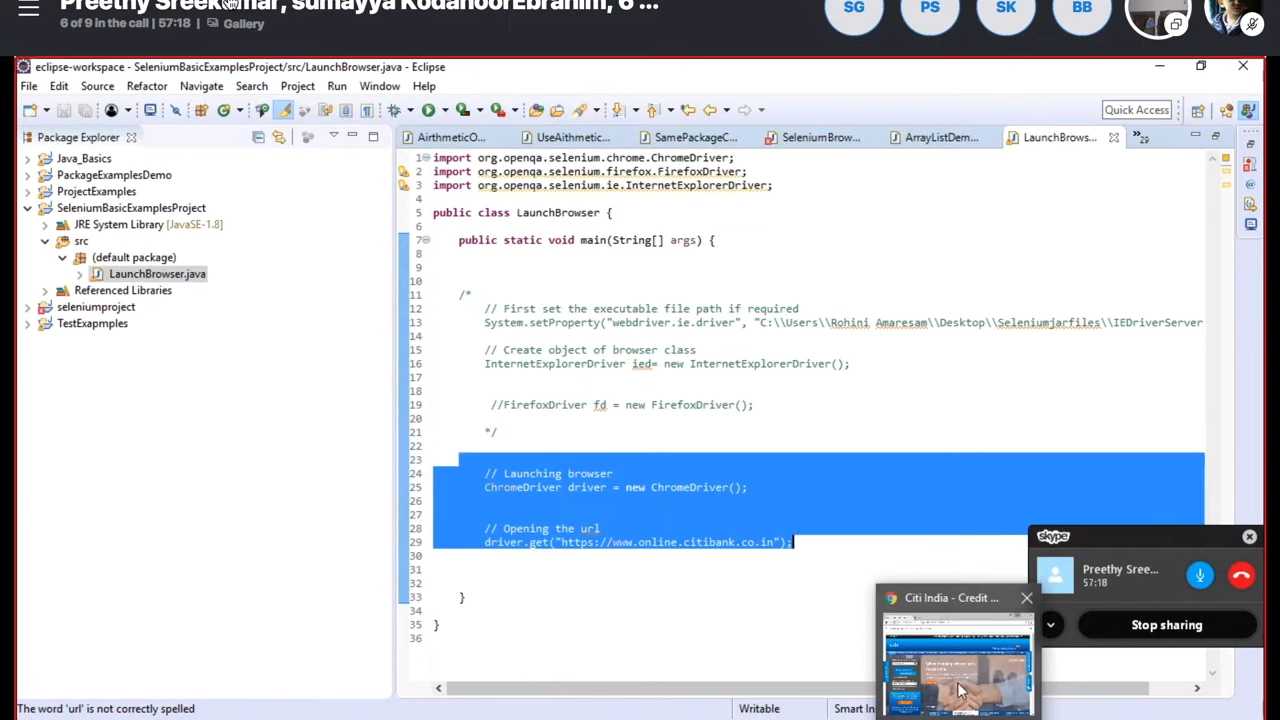 Preethy Sreekumar, sumayya KodanoorEbrahim, 6 ...
6 of 9 in the call | 57:18 | Gallery
SG PS SK BB
eclipse-workspace - SeleniumBasicExamplesProject/src/LaunchBrowser.java - Eclipse
File Edit Source Refactor Navigate Search Project Run Window Help
Quick Access
Package Explorer
AirthmeticO... UseAithmetic... SamePackageC... SeleniumBrow... ArrayListDem... LaunchBrows... »29
Java_Basics
PackageExamplesDemo
ProjectExamples
SeleniumBasicExamplesProject
JRE System Library [JavaSE-1.8]
src
(default package)
LaunchBrowser.java
Referenced Libraries
seleniumproject
TestExapmples
1 import org.openqa.selenium.chrome.ChromeDriver;
2 import org.openqa.selenium.firefox.FirefoxDriver;
3 import org.openqa.selenium.ie.InternetExplorerDriver;
4
5 public class LaunchBrowser {
6
7 public static void main(String[] args) {
8
9
10
11 /*
12 // First set the executable file path if required
13 System.setProperty("webdriver.ie.driver", "C:\\Users\\Rohini Amaresam\\Desktop\\Seleniumjarfiles\\IEDriverServer
14
15 // Create object of browser class
16 InternetExplorerDriver ied= new InternetExplorerDriver();
17
18
19 //FirefoxDriver fd = new FirefoxDriver();
20
21 */
22
23
24 // Launching browser
25 ChromeDriver driver = new ChromeDriver();
26
27
28 // Opening the url
29 driver.get("https://www.online.citibank.co.in");
30
31
32
33 }
34
35 }
36
skype
Preethy Sree...
57:18
Stop sharing
Citi India - Credit ...
The word 'url' is not correctly spelled
Writable
Smart In